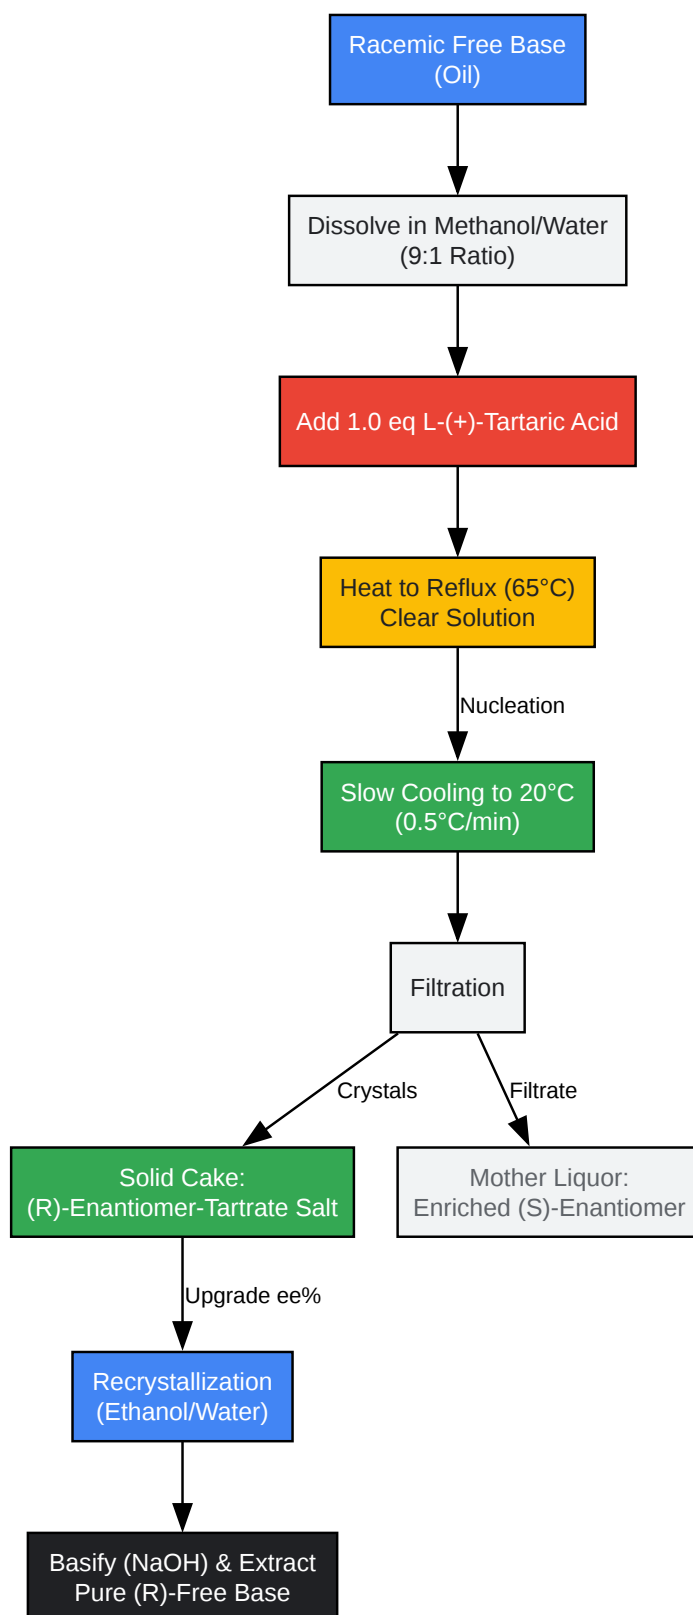 Racemic Free Base
(Oil)
Dissolve in Methanol/Water
(9:1 Ratio)
Add 1.0 eq L-(+)-Tartaric Acid
Heat to Reflux (65°C)
Clear Solution
Nucleation
Slow Cooling to 20°C
(0.5°C/min)
Filtration
Crystals
Filtrate
Solid Cake:
(R)-Enantiomer-Tartrate Salt
Mother Liquor:
Enriched (S)-Enantiomer
Upgrade ee%
Recrystallization
(Ethanol/Water)
Basify (NaOH) & Extract
Pure (R)-Free Base